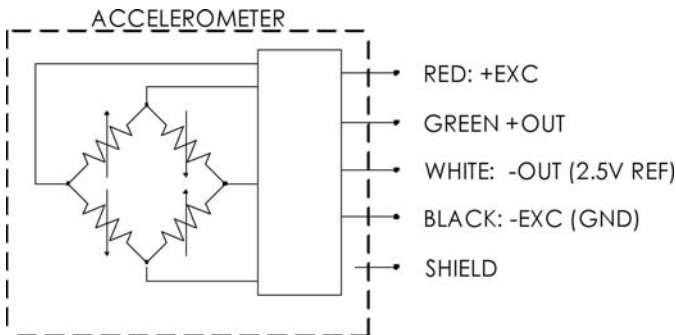 ACCELEROMETER
RED: +EXC
GREEN +OUT
WHITE: -OUT (2.5V REF)
BLACK: -EXC (GND)
SHIELD